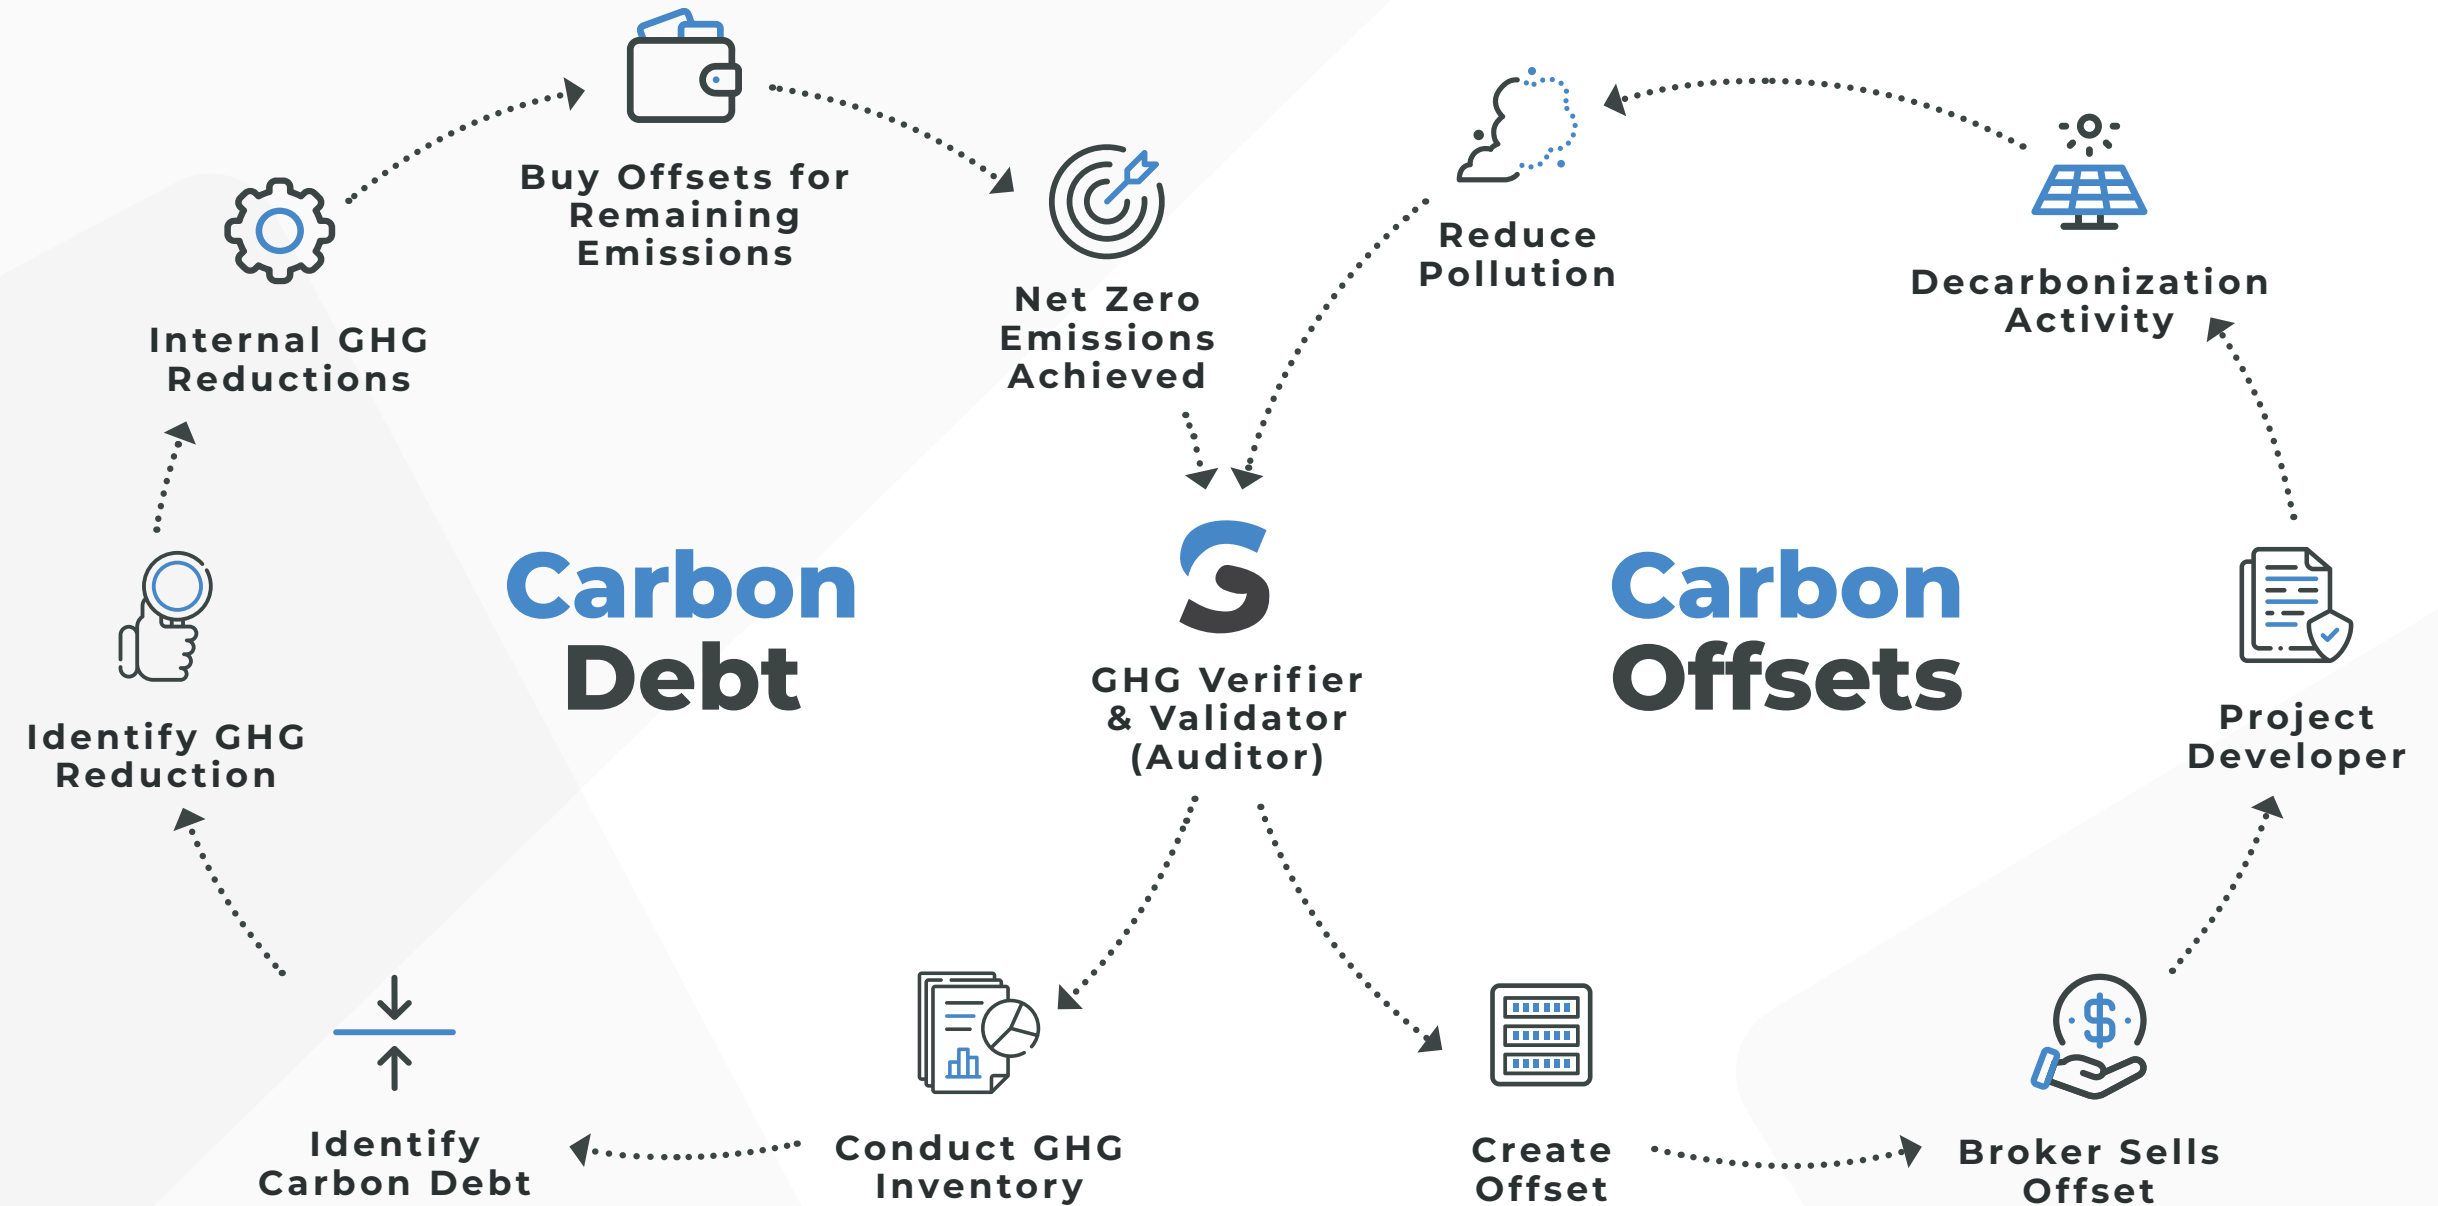 Buy Offsets for
Remaining
Emissions
Internal GHG
Reductions
Net Zero
Emissions
Achieved
Reduce
Pollution
Decarbonization
Activity
Carbon
Debt
Carbon
Offsets
GHG Verifier
& Validator
(Auditor)
Identify GHG
Reduction
Project
Developer
Identify
Carbon Debt
Conduct GHG
Inventory
Create
Offset
Broker Sells
Offset